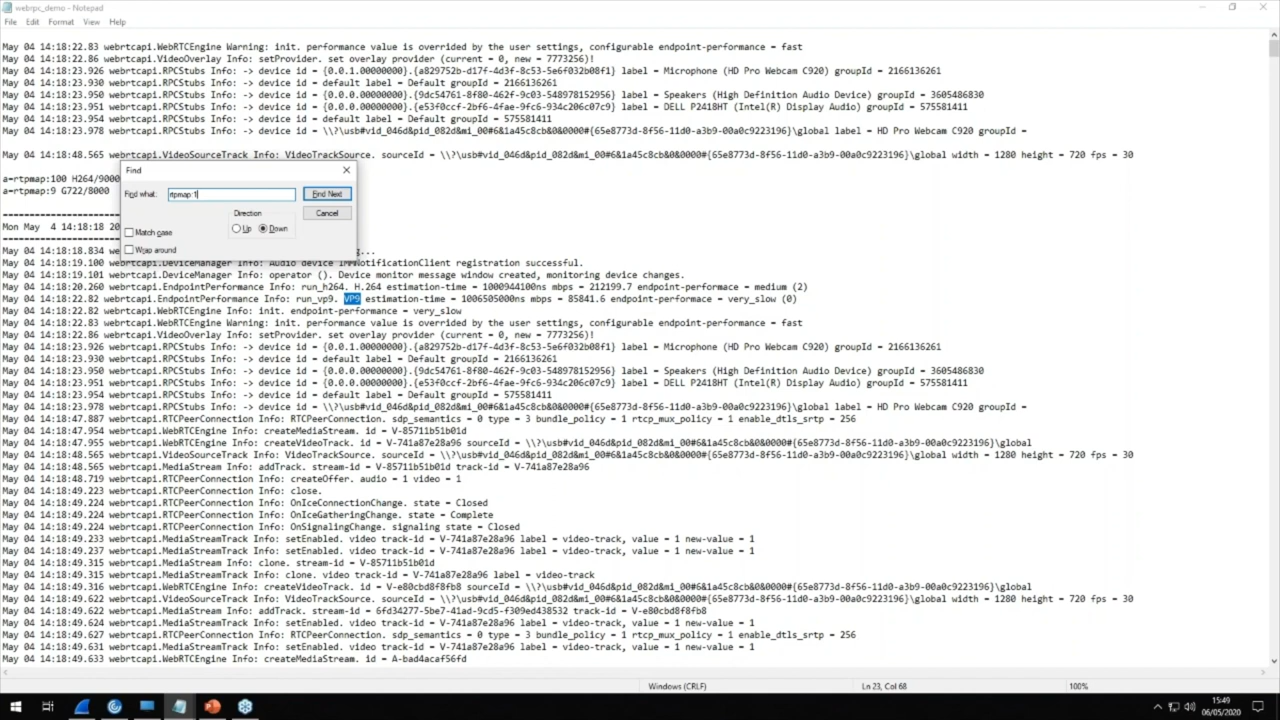 webrpc_demo - Notepad
File Edit Format View Help
May 04 14:18:22.83 webrtcapi.WebRTCEngine Warning: init. performance value is overrided by the user settings, configurable endpoint-performance = fast
May 04 14:18:22.86 webrtcapi.VideoOverlay Info: setProvider. set overlay provider (current = 0, new = 7773256)!
May 04 14:18:23.926 webrtcapi.RPCStubs Info: -> device id = {0.0.1.00000000}.{a829752b-d17f-4d3f-8c53-5e6f032b08f1} label = Microphone (HD Pro Webcam C920) groupId = 2166136261
May 04 14:18:23.930 webrtcapi.RPCStubs Info: -> device id = default label = Default groupId = 2166136261
May 04 14:18:23.950 webrtcapi.RPCStubs Info: -> device id = {0.0.0.00000000}.{9dc54571-8f80-462f-9c03-548978152956} label = Speakers (High Definition Audio Device) groupId = 3605486830
May 04 14:18:23.951 webrtcapi.RPCStubs Info: -> device id = {0.0.0.00000000}.{e53f0ccf-2bf6-4fae-9fc6-934c206c07c9} label = DELL P2418HT (Intel(R) Display Audio) groupId = 575581411
May 04 14:18:23.954 webrtcapi.RPCStubs Info: -> device id = default label = Default groupId = 575581411
May 04 14:18:23.978 webrtcapi.RPCStubs Info: -> device id = \\?\usb#vid_046d&pid_082d&mi_00#6&1a45c8cb&0&0000#{65e8773d-8f56-11d0-a3b9-00a0c9223196}\global label = HD Pro Webcam C920 groupId =
May 04 14:18:48.565 webrtcapi.VideoSourceTrack Info: VideoTrackSource. sourceId = \\?\usb#vid_046d&pid_082d&mi_00#6&1a45c8cb&0&0000#{65e8773d-8f56-11d0-a3b9-00a0c9223196}\global width = 1280 height = 720 fps = 30
Find
a=rtpmap:100 H264/9000
a=rtpmap:9 G722/8000
Find what: rtpmap:1 Find Next
Direction Cancel
Match case Up Down
Wrap around
Mon May 4 14:18:18 20
May 04 14:18:18.834 we g...
May 04 14:18:19.100 webrtcapi.DeviceManager Info: Audio device IMMNotificationClient registration successful.
May 04 14:18:19.101 webrtcapi.DeviceManager Info: operator (). Device monitor message window created, monitoring device changes.
May 04 14:18:20.260 webrtcapi.EndpointPerformance Info: run_h264. H.264 estimation-time = 1000944100ns mbps = 212199.7 endpoint-performace = medium (2)
May 04 14:18:22.82 webrtcapi.EndpointPerformance Info: run_vp9. VP9 estimation-time = 1006505000ns mbps = 85841.6 endpoint-performace = very_slow (0)
May 04 14:18:22.82 webrtcapi.WebRTCEngine Info: init. endpoint-performance = very_slow
May 04 14:18:22.83 webrtcapi.WebRTCEngine Warning: init. performance value is overrided by the user settings, configurable endpoint-performance = fast
May 04 14:18:22.86 webrtcapi.VideoOverlay Info: setProvider. set overlay provider (current = 0, new = 7773256)!
May 04 14:18:23.926 webrtcapi.RPCStubs Info: -> device id = {0.0.1.00000000}.{a829752b-d17f-4d3f-8c53-5e6f032b08f1} label = Microphone (HD Pro Webcam C920) groupId = 2166136261
May 04 14:18:23.930 webrtcapi.RPCStubs Info: -> device id = default label = Default groupId = 2166136261
May 04 14:18:23.950 webrtcapi.RPCStubs Info: -> device id = {0.0.0.00000000}.{9dc54571-8f80-462f-9c03-548978152956} label = Speakers (High Definition Audio Device) groupId = 3605486830
May 04 14:18:23.951 webrtcapi.RPCStubs Info: -> device id = {0.0.0.00000000}.{e53f0ccf-2bf6-4fae-9fc6-934c206c07c9} label = DELL P2418HT (Intel(R) Display Audio) groupId = 575581411
May 04 14:18:23.954 webrtcapi.RPCStubs Info: -> device id = default label = Default groupId = 575581411
May 04 14:18:23.978 webrtcapi.RPCStubs Info: -> device id = \\?\usb#vid_046d&pid_082d&mi_00#6&1a45c8cb&0&0000#{65e8773d-8f56-11d0-a3b9-00a0c9223196}\global label = HD Pro Webcam C920 groupId =
May 04 14:18:47.887 webrtcapi.RTCPeerConnection Info: RTCPeerConnection. sdp_semantics = 0 type = 3 bundle_policy = 1 rtcp_mux_policy = 1 enable_dtls_srtp = 256
May 04 14:18:47.954 webrtcapi.WebRTCEngine Info: createMediaStream. id = V-85711b51b01d
May 04 14:18:47.955 webrtcapi.WebRTCEngine Info: createVideoTrack. id = V-741a87e28a96 sourceId = \\?\usb#vid_046d&pid_082d&mi_00#6&1a45c8cb&0&0000#{65e8773d-8f56-11d0-a3b9-00a0c9223196}\global
May 04 14:18:48.565 webrtcapi.VideoSourceTrack Info: VideoTrackSource. sourceId = \\?\usb#vid_046d&pid_082d&mi_00#6&1a45c8cb&0&0000#{65e8773d-8f56-11d0-a3b9-00a0c9223196}\global width = 1280 height = 720 fps = 30
May 04 14:18:48.565 webrtcapi.MediaStream Info: addTrack. stream-id = V-85711b51b01d track-id = V-741a87e28a96
May 04 14:18:48.719 webrtcapi.RTCPeerConnection Info: createOffer. audio = 1 video = 1
May 04 14:18:49.223 webrtcapi.RTCPeerConnection Info: close.
May 04 14:18:49.224 webrtcapi.RTCPeerConnection Info: OnIceConnectionChange. state = Closed
May 04 14:18:49.224 webrtcapi.RTCPeerConnection Info: OnIceGatheringChange. state = Complete
May 04 14:18:49.224 webrtcapi.RTCPeerConnection Info: OnSignalingChange. signaling state = Closed
May 04 14:18:49.233 webrtcapi.MediaStreamTrack Info: setEnabled. video track-id = V-741a87e28a96 label = video-track, value = 1 new-value = 1
May 04 14:18:49.237 webrtcapi.MediaStreamTrack Info: setEnabled. video track-id = V-741a87e28a96 label = video-track, value = 1 new-value = 1
May 04 14:18:49.315 webrtcapi.MediaStream Info: clone. stream-id = V-85711b51b01d
May 04 14:18:49.315 webrtcapi.MediaStreamTrack Info: clone. video track-id = V-741a87e28a96 label = video-track
May 04 14:18:49.316 webrtcapi.WebRTCEngine Info: createVideoTrack. id = V-e80cbd8f8fb8 sourceId = \\?\usb#vid_046d&pid_082d&mi_00#6&1a45c8cb&0&0000#{65e8773d-8f56-11d0-a3b9-00a0c9223196}\global
May 04 14:18:49.622 webrtcapi.VideoSourceTrack Info: VideoTrackSource. sourceId = \\?\usb#vid_046d&pid_082d&mi_00#6&1a45c8cb&0&0000#{65e8773d-8f56-11d0-a3b9-00a0c9223196}\global width = 1280 height = 720 fps = 30
May 04 14:18:49.622 webrtcapi.MediaStream Info: addTrack. stream-id = 6fd34277-5be7-41ad-9cd5-f309ed438532 track-id = V-e80cbd8f8fb8
May 04 14:18:49.624 webrtcapi.MediaStreamTrack Info: setEnabled. video track-id = V-741a87e28a96 label = video-track, value = 1 new-value = 1
May 04 14:18:49.627 webrtcapi.RTCPeerConnection Info: RTCPeerConnection. sdp_semantics = 0 type = 3 bundle_policy = 1 rtcp_mux_policy = 1 enable_dtls_srtp = 256
May 04 14:18:49.631 webrtcapi.MediaStreamTrack Info: setEnabled. video track-id = V-741a87e28a96 label = video-track, value = 1 new-value = 1
May 04 14:18:49.633 webrtcapi.WebRTCEngine Info: createMediaStream. id = A-bad4acaf56fd
Windows (CRLF) Ln 23, Col 68 100%
15:49
06/05/2020